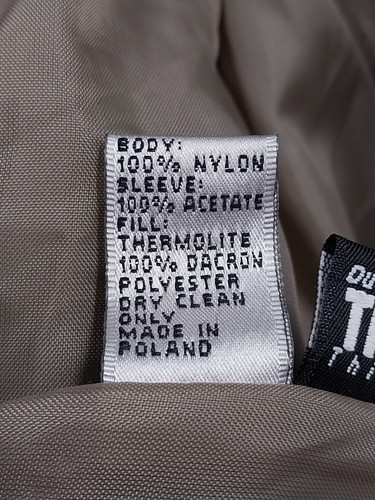 BODY:
100% NYLON
SLEEVE:
100% ACETATE
FILL:
THERMOLITE
100% DACRON
POLYESTER
DRY CLEAN
ONLY
MADE IN
POLAND